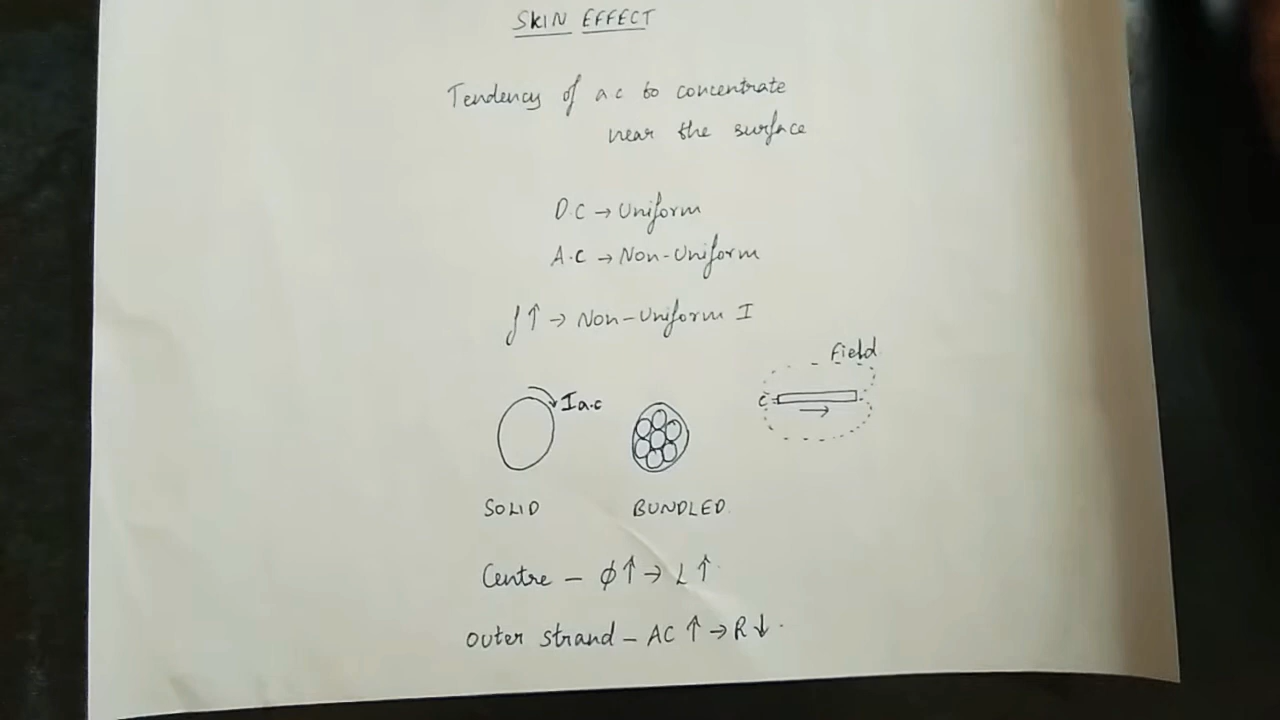 SKIN EFFECT
Tendency of ac to concentrate
near the surface
D.C → Uniform
A.C → Non-Uniform
f↑ → Non-Uniform I
Field
I a.c
C
SOLID
BUNDLED
Centre – ϕ↑ → L↑
Outer strand – AC ↑ → R↓.